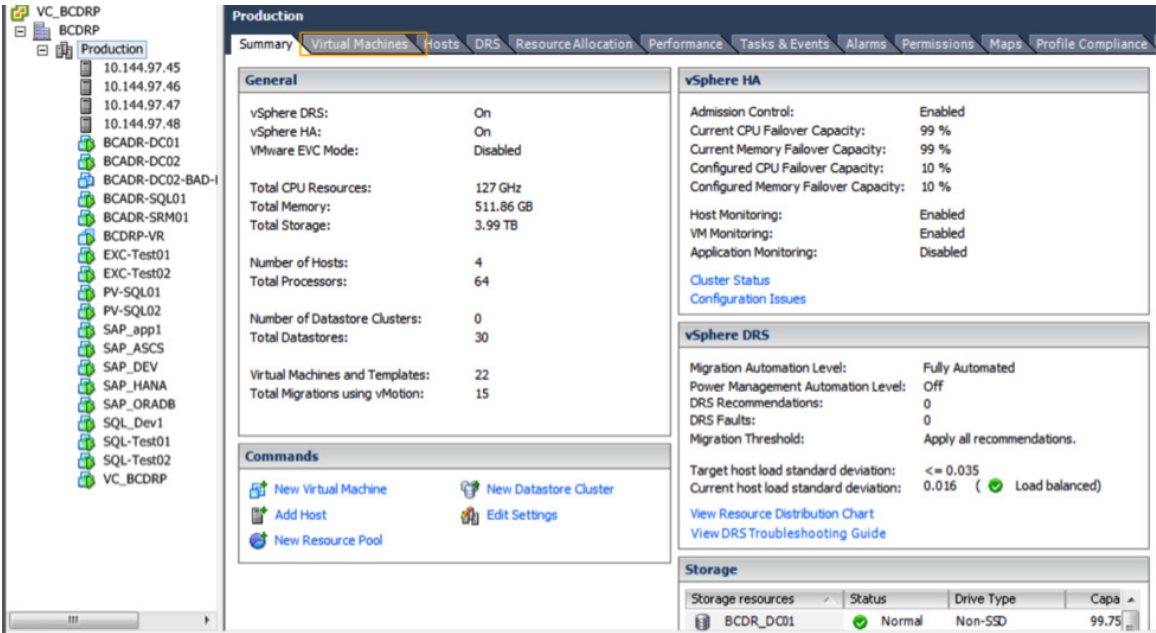 VC_BCDRP
BCDRP
Production
10.144.97.45
10.144.97.46
10.144.97.47
10.144.97.48
BCADR-DC01
BCADR-DC02
BCADR-DC02-BAD-
BCADR-SQL01
BCADR-SRM01
BCDRP-VR
EXC-Test01
EXC-Test02
PV-SQL01
PV-SQL02
SAP_app1
SAP_ASCS
SAP_DEV
SAP_HANA
SAP_ORADB
SQL_Dev1
SQL-Test01
SQL-Test02
VC_BCDRP
Production
Summary Virtual Machines Hosts DRS Resource Allocation Performance Tasks & Events Alarms Permissions Maps Profile Compliance
General
vSphere DRS: On
vSphere HA: On
VMware EVC Mode: Disabled
Total CPU Resources: 127 GHz
Total Memory: 511.86 GB
Total Storage: 3.99 TB
Number of Hosts: 4
Total Processors: 64
Number of Datastore Clusters: 0
Total Datastores: 30
Virtual Machines and Templates: 22
Total Migrations using vMotion: 15
Commands
New Virtual Machine New Datastore Cluster
Add Host Edit Settings
New Resource Pool
vSphere HA
Admission Control: Enabled
Current CPU Failover Capacity: 99 %
Current Memory Failover Capacity: 99 %
Configured CPU Failover Capacity: 10 %
Configured Memory Failover Capacity: 10 %
Host Monitoring: Enabled
VM Monitoring: Enabled
Application Monitoring: Disabled
Cluster Status
Configuration Issues
vSphere DRS
Migration Automation Level: Fully Automated
Power Management Automation Level: Off
DRS Recommendations: 0
DRS Faults: 0
Migration Threshold: Apply all recommendations.
Target host load standard deviation: <= 0.035
Current host load standard deviation: 0.016 ( Load balanced)
View Resource Distribution Chart
View DRS Troubleshooting Guide
Storage
Storage resources Status Drive Type Capa
BCDR_DC01 Normal Non-SSD 99.75